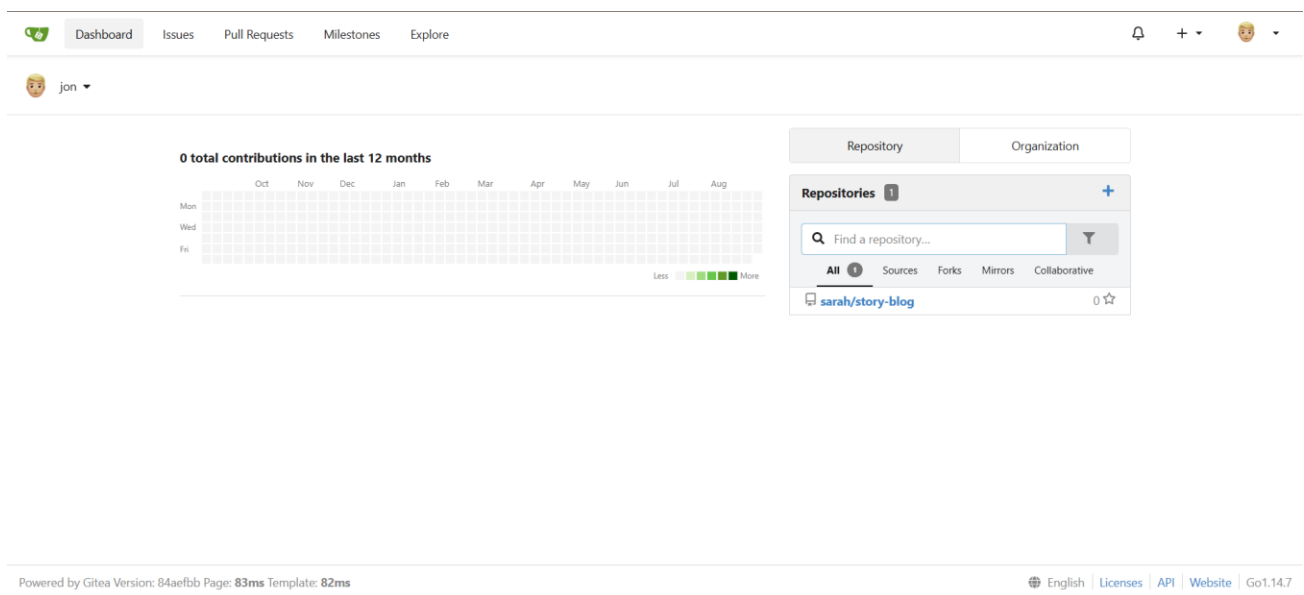 Dashboard Issues Pull Requests Milestones Explore
jon
0 total contributions in the last 12 months
Oct Nov Dec Jan Feb Mar Apr May Jun Jul Aug
Mon
Wed
Fri
Less More
Repository Organization
Repositories 1
Find a repository...
All 1 Sources Forks Mirrors Collaborative
sarah/story-blog 0
Powered by Gitea Version: 84aefbb Page: 83ms Template: 82ms
English Licenses API Website Go1.14.7